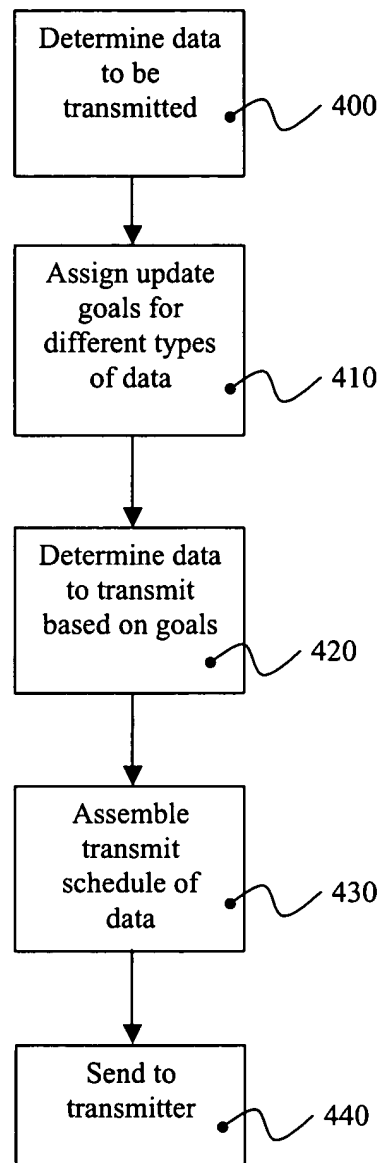 Determine data
to be
transmitted
400
Assign update
goals for
different types
of data
410
Determine data
to transmit
based on goals
420
Assemble
transmit
schedule of
data
430
Send to
transmitter
440